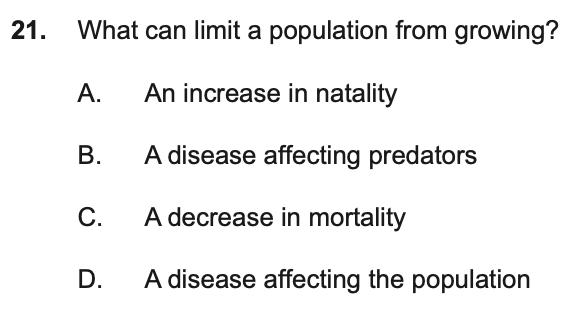 21. What can limit a population from growing?
A. An increase in natality
B. A disease affecting predators
C. A decrease in mortality
D. A disease affecting the population